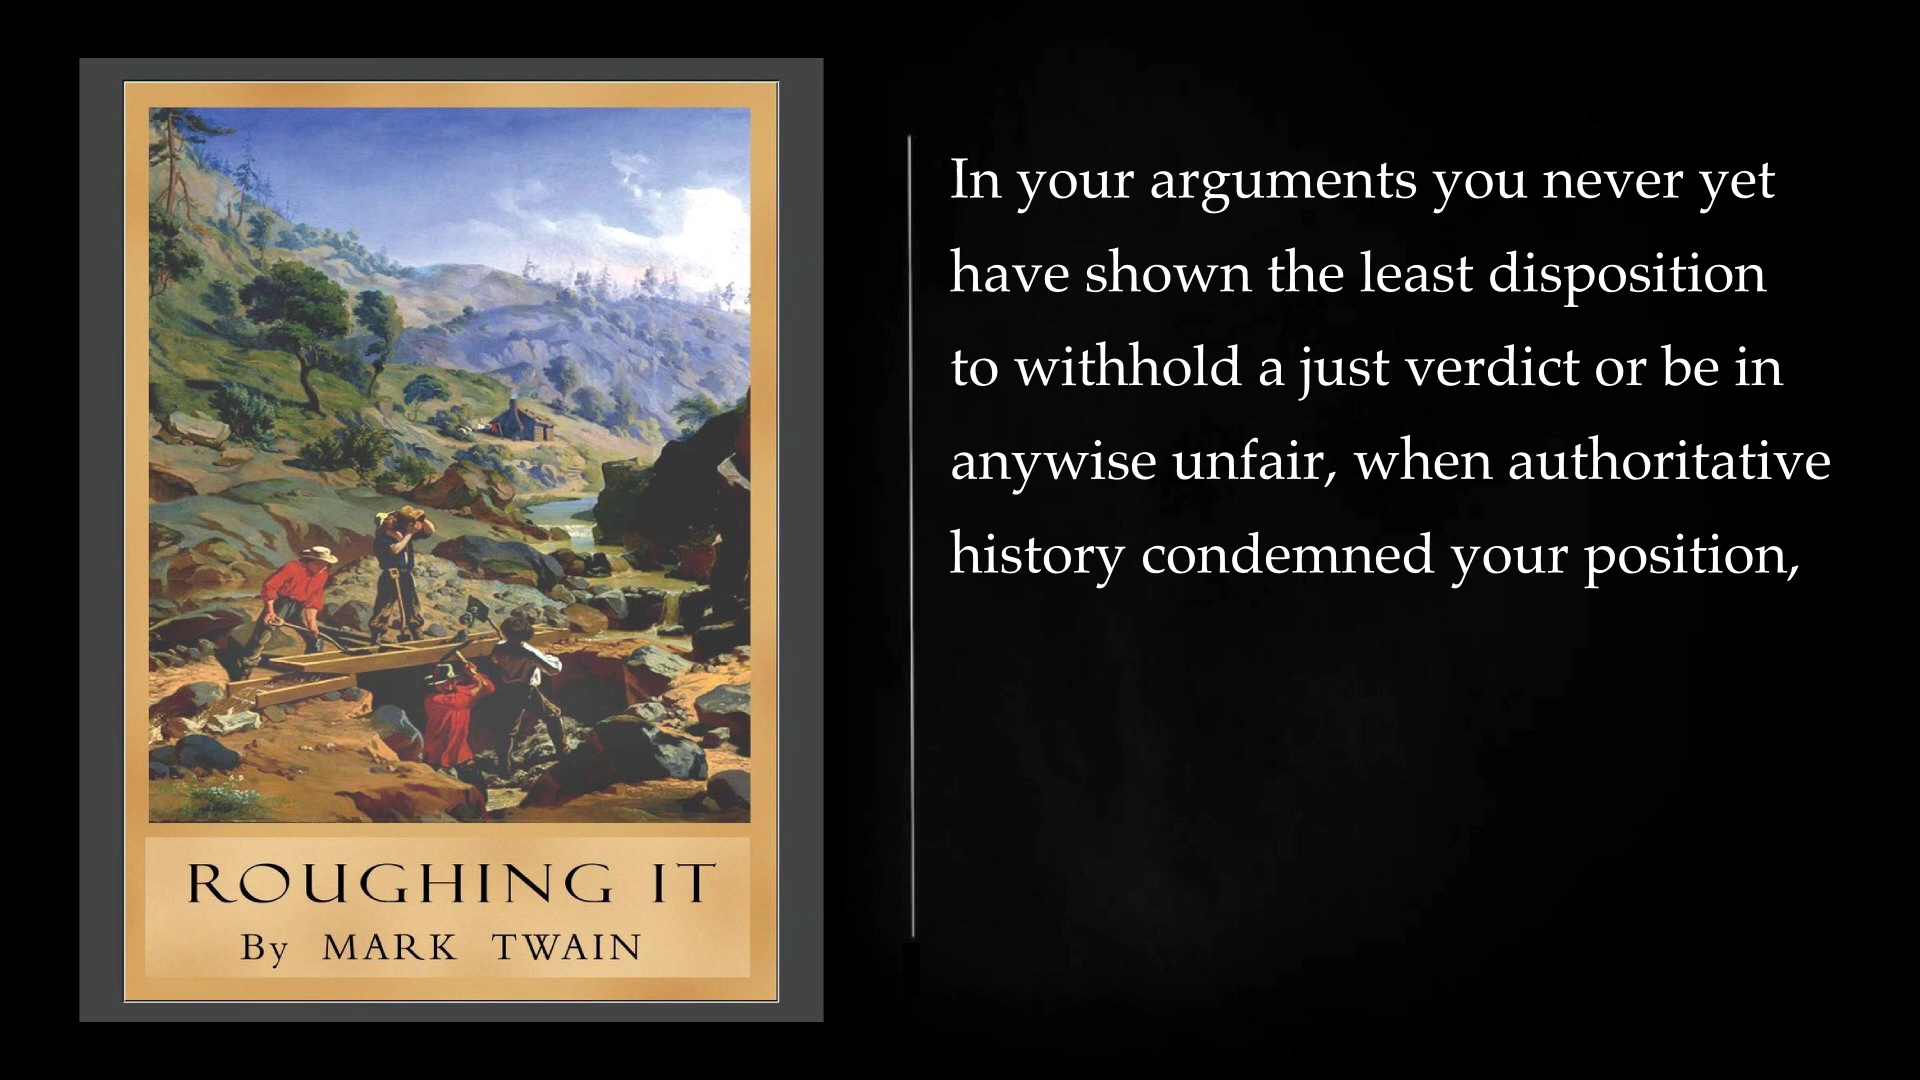 ROUGHING IT
By MARK TWAIN
In your arguments you never yet
have shown the least disposition
to withhold a just verdict or be in
anywise unfair, when authoritative
history condemned your position,